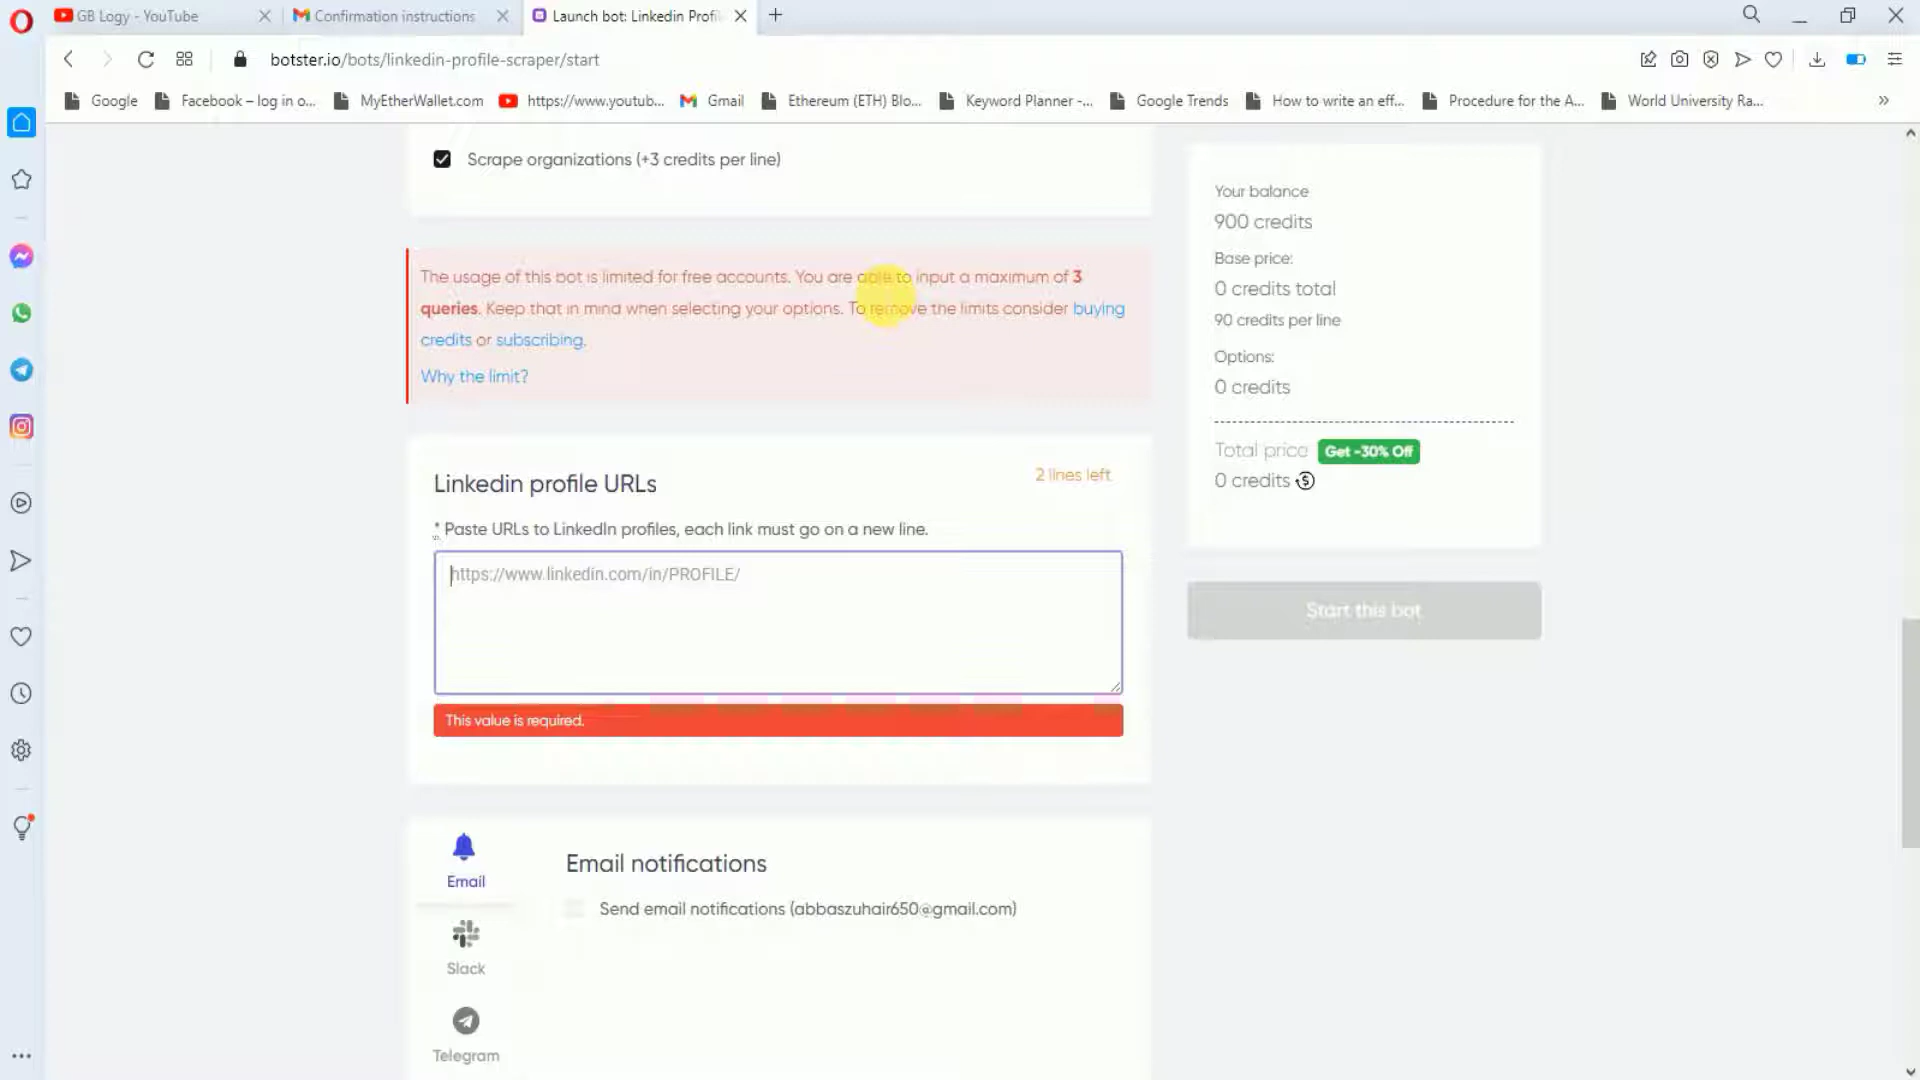 GB Logy - YouTube
Confirmation instructions
Launch bot: Linkedin Profi
botster.io/bots/linkedin-profile-scraper/start
Google
Facebook – log in o...
MyEtherWallet.com
https://www.youtub...
Gmail
Ethereum (ETH) Blo...
Keyword Planner -...
Google Trends
How to write an eff...
Procedure for the A...
World University Ra...
»
Scrape organizations (+3 credits per line)
The usage of this bot is limited for free accounts. You are able to input a maximum of 3
queries. Keep that in mind when selecting your options. To remove the limits consider buying
credits or subscribing.
Why the limit?
Linkedin profile URLs
2 lines left
* Paste URLs to LinkedIn profiles, each link must go on a new line.
https://www.linkedin.com/in/PROFILE/
This value is required.
Email
Email notifications
Send email notifications (abbaszuhair650@gmail.com)
Slack
Telegram
Your balance
900 credits
Base price:
0 credits total
90 credits per line
Options:
0 credits
Total price Get -30% Off
0 credits
Start this bot